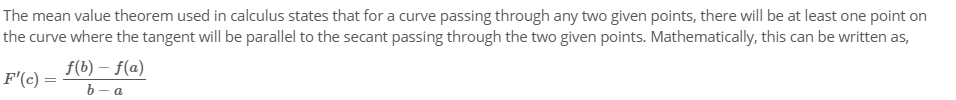 The mean value theorem used in calculus states that for a curve passing through any two given points, there will be at least one point on
the curve where the tangent will be parallel to the secant passing through the two given points. Mathematically, this can be written as,
F'(c) = \frac{f(b) - f(a)}{b - a}